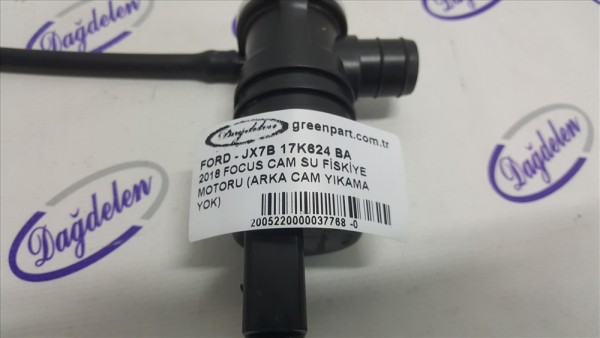 Dağdelen
Dağdelen
Dağdelen
Dağdelen
Dağdelen greenpart.com.tr
FORD - JX7B 17K624 BA
2018 FOCUS CAM SU FİSKİYE
MOTORU (ARKA CAM YIKAMA
YOK)
2005220000037768 -0